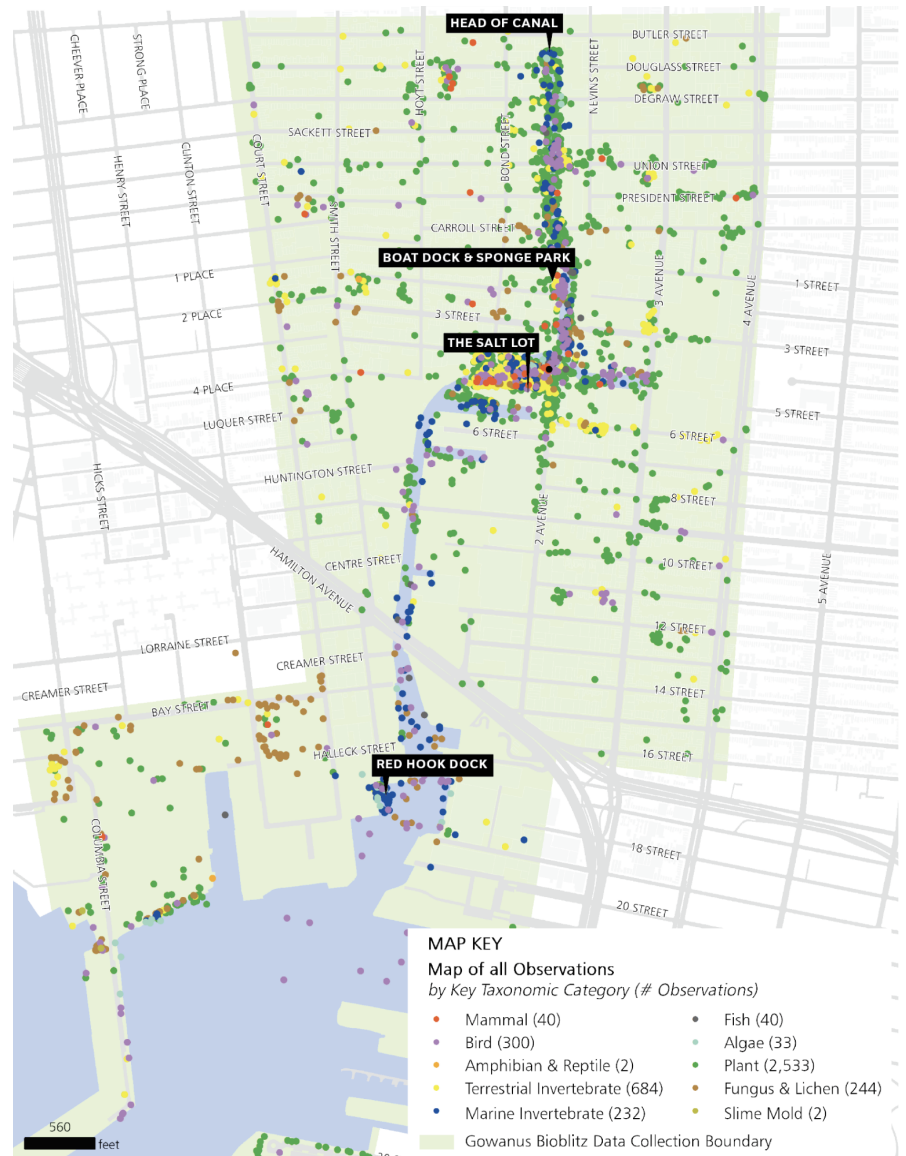 HEAD OF CANAL
BUTLER STREET
CHEEVER PLACE
STRONG PLACE
HOYT STREET
NEVINS STREET
DOUGLASS STREET
DEGRAW STREET
SACKETT STREET
COURT STREET
BOND STREET
HENRY STREET
CLINTON STREET
UNION STREET
PRESIDENT STREET
SMITH STREET
CARROLL STREET
BOAT DOCK & SPONGE PARK
1 PLACE
3 AVENUE
4 AVENUE
1 STREET
2 PLACE
3 STREET
THE SALT LOT
3 STREET
4 PLACE
LUQUER STREET
5 STREET
6 STREET
6 STREET
HUNTINGTON STREET
HICKS STREET
8 STREET
2 AVENUE
CENTRE STREET
10 STREET
HAMILTON AVENUE
5 AVENUE
12 STREET
LORRAINE STREET
CREAMER STREET
CREAMER STREET
14 STREET
BAY STREET
HALLECK STREET
16 STREET
RED HOOK DOCK
COLUMBIA STREET
18 STREET
20 STREET
MAP KEY
Map of all Observations
by Key Taxonomic Category (# Observations)
Mammal (40)
Bird (300)
Amphibian & Reptile (2)
Terrestrial Invertebrate (684)
Marine Invertebrate (232)
Fish (40)
Algae (33)
Plant (2,533)
Fungus & Lichen (244)
Slime Mold (2)
Gowanus Bioblitz Data Collection Boundary
560
feet